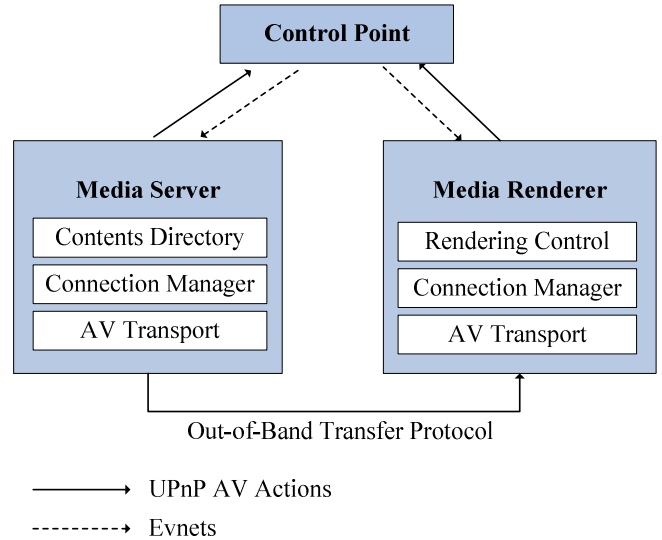 Control Point
Media Server
Contents Directory
Connection Manager
AV Transport
Media Renderer
Rendering Control
Connection Manager
AV Transport
Out-of-Band Transfer Protocol
UPnP AV Actions
Evnets